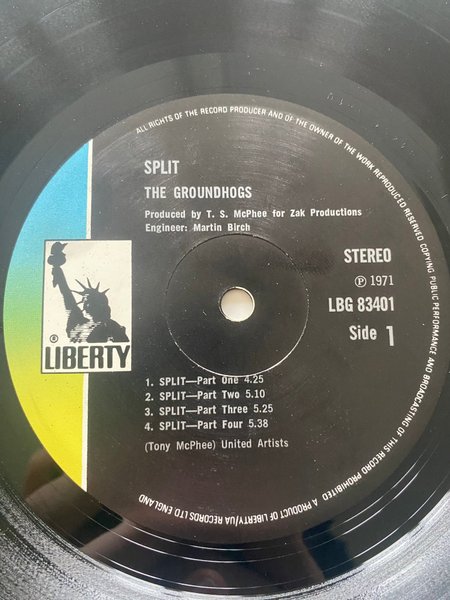 ALL RIGHTS OF THE RECORD PRODUCER AND OF THE OWNER OF THE WORK REPRODUCED RESERVED COPYING PUBLIC PERFORMANCE AND BROADCASTING OF THIS RECORD PROHIBITED A PRODUCT OF LIBERTY/UA RECORDS LTD ENGLAND
SPLIT
THE GROUNDHOGS
Produced by T. S. McPhee for Zak Productions
Engineer: Martin Birch
STEREO
℗ 1971
LBG 83401
Side 1
® LIBERTY
1. SPLIT—Part One 4.25
2. SPLIT—Part Two 5.10
3. SPLIT—Part Three 5.25
4. SPLIT—Part Four 5.38
(Tony McPhee) United Artists